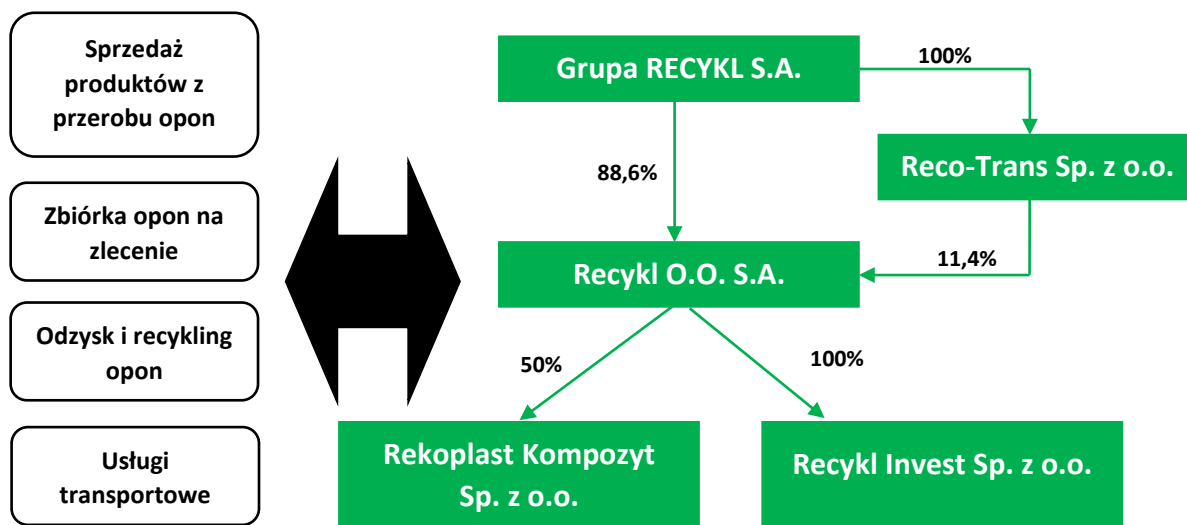 Sprzedaż
produktów z
przerobu opon
Zbiórka opon na
zlecenie
Odzysk i recykling
opon
Usługi
transportowe
Grupa RECYKL S.A.
100%
Reco-Trans Sp. z o.o.
88,6%
11,4%
Recykl O.O. S.A.
50%
100%
Rekoplast Kompozyt
Sp. z o.o.
Recykl Invest Sp. z o.o.